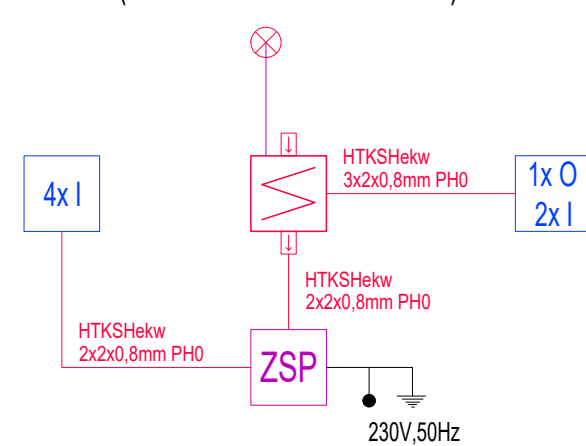 HTKSHekw
3x2x0,8mm PH0
4x I
1x O
2x I
HTKSHekw
2x2x0,8mm PH0
HTKSHekw
2x2x0,8mm PH0
ZSP
230V,50Hz